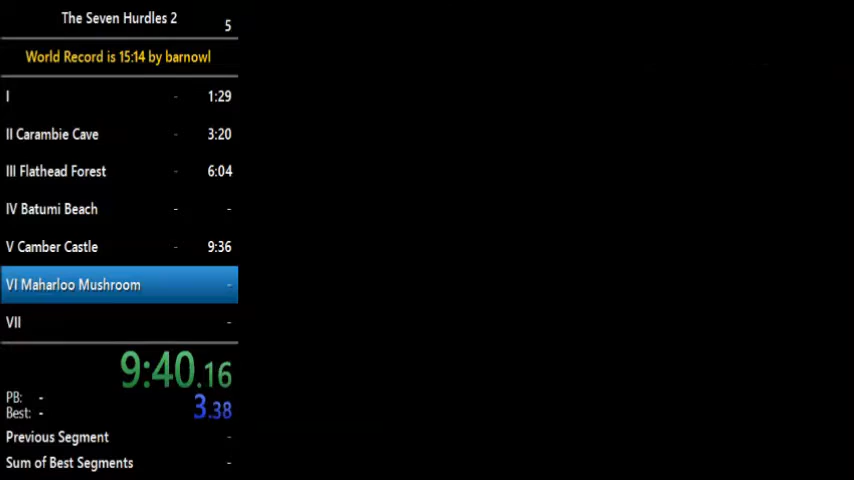 The Seven Hurdles 2
5
World Record is 15:14 by barnowl
I - 1:29
II Carambie Cave - 3:20
III Flathead Forest - 6:04
IV Batumi Beach - -
V Camber Castle - 9:36
VI Maharloo Mushroom -
VII -
9:40.16
PB: -
3.38
Best: -
Previous Segment -
Sum of Best Segments -